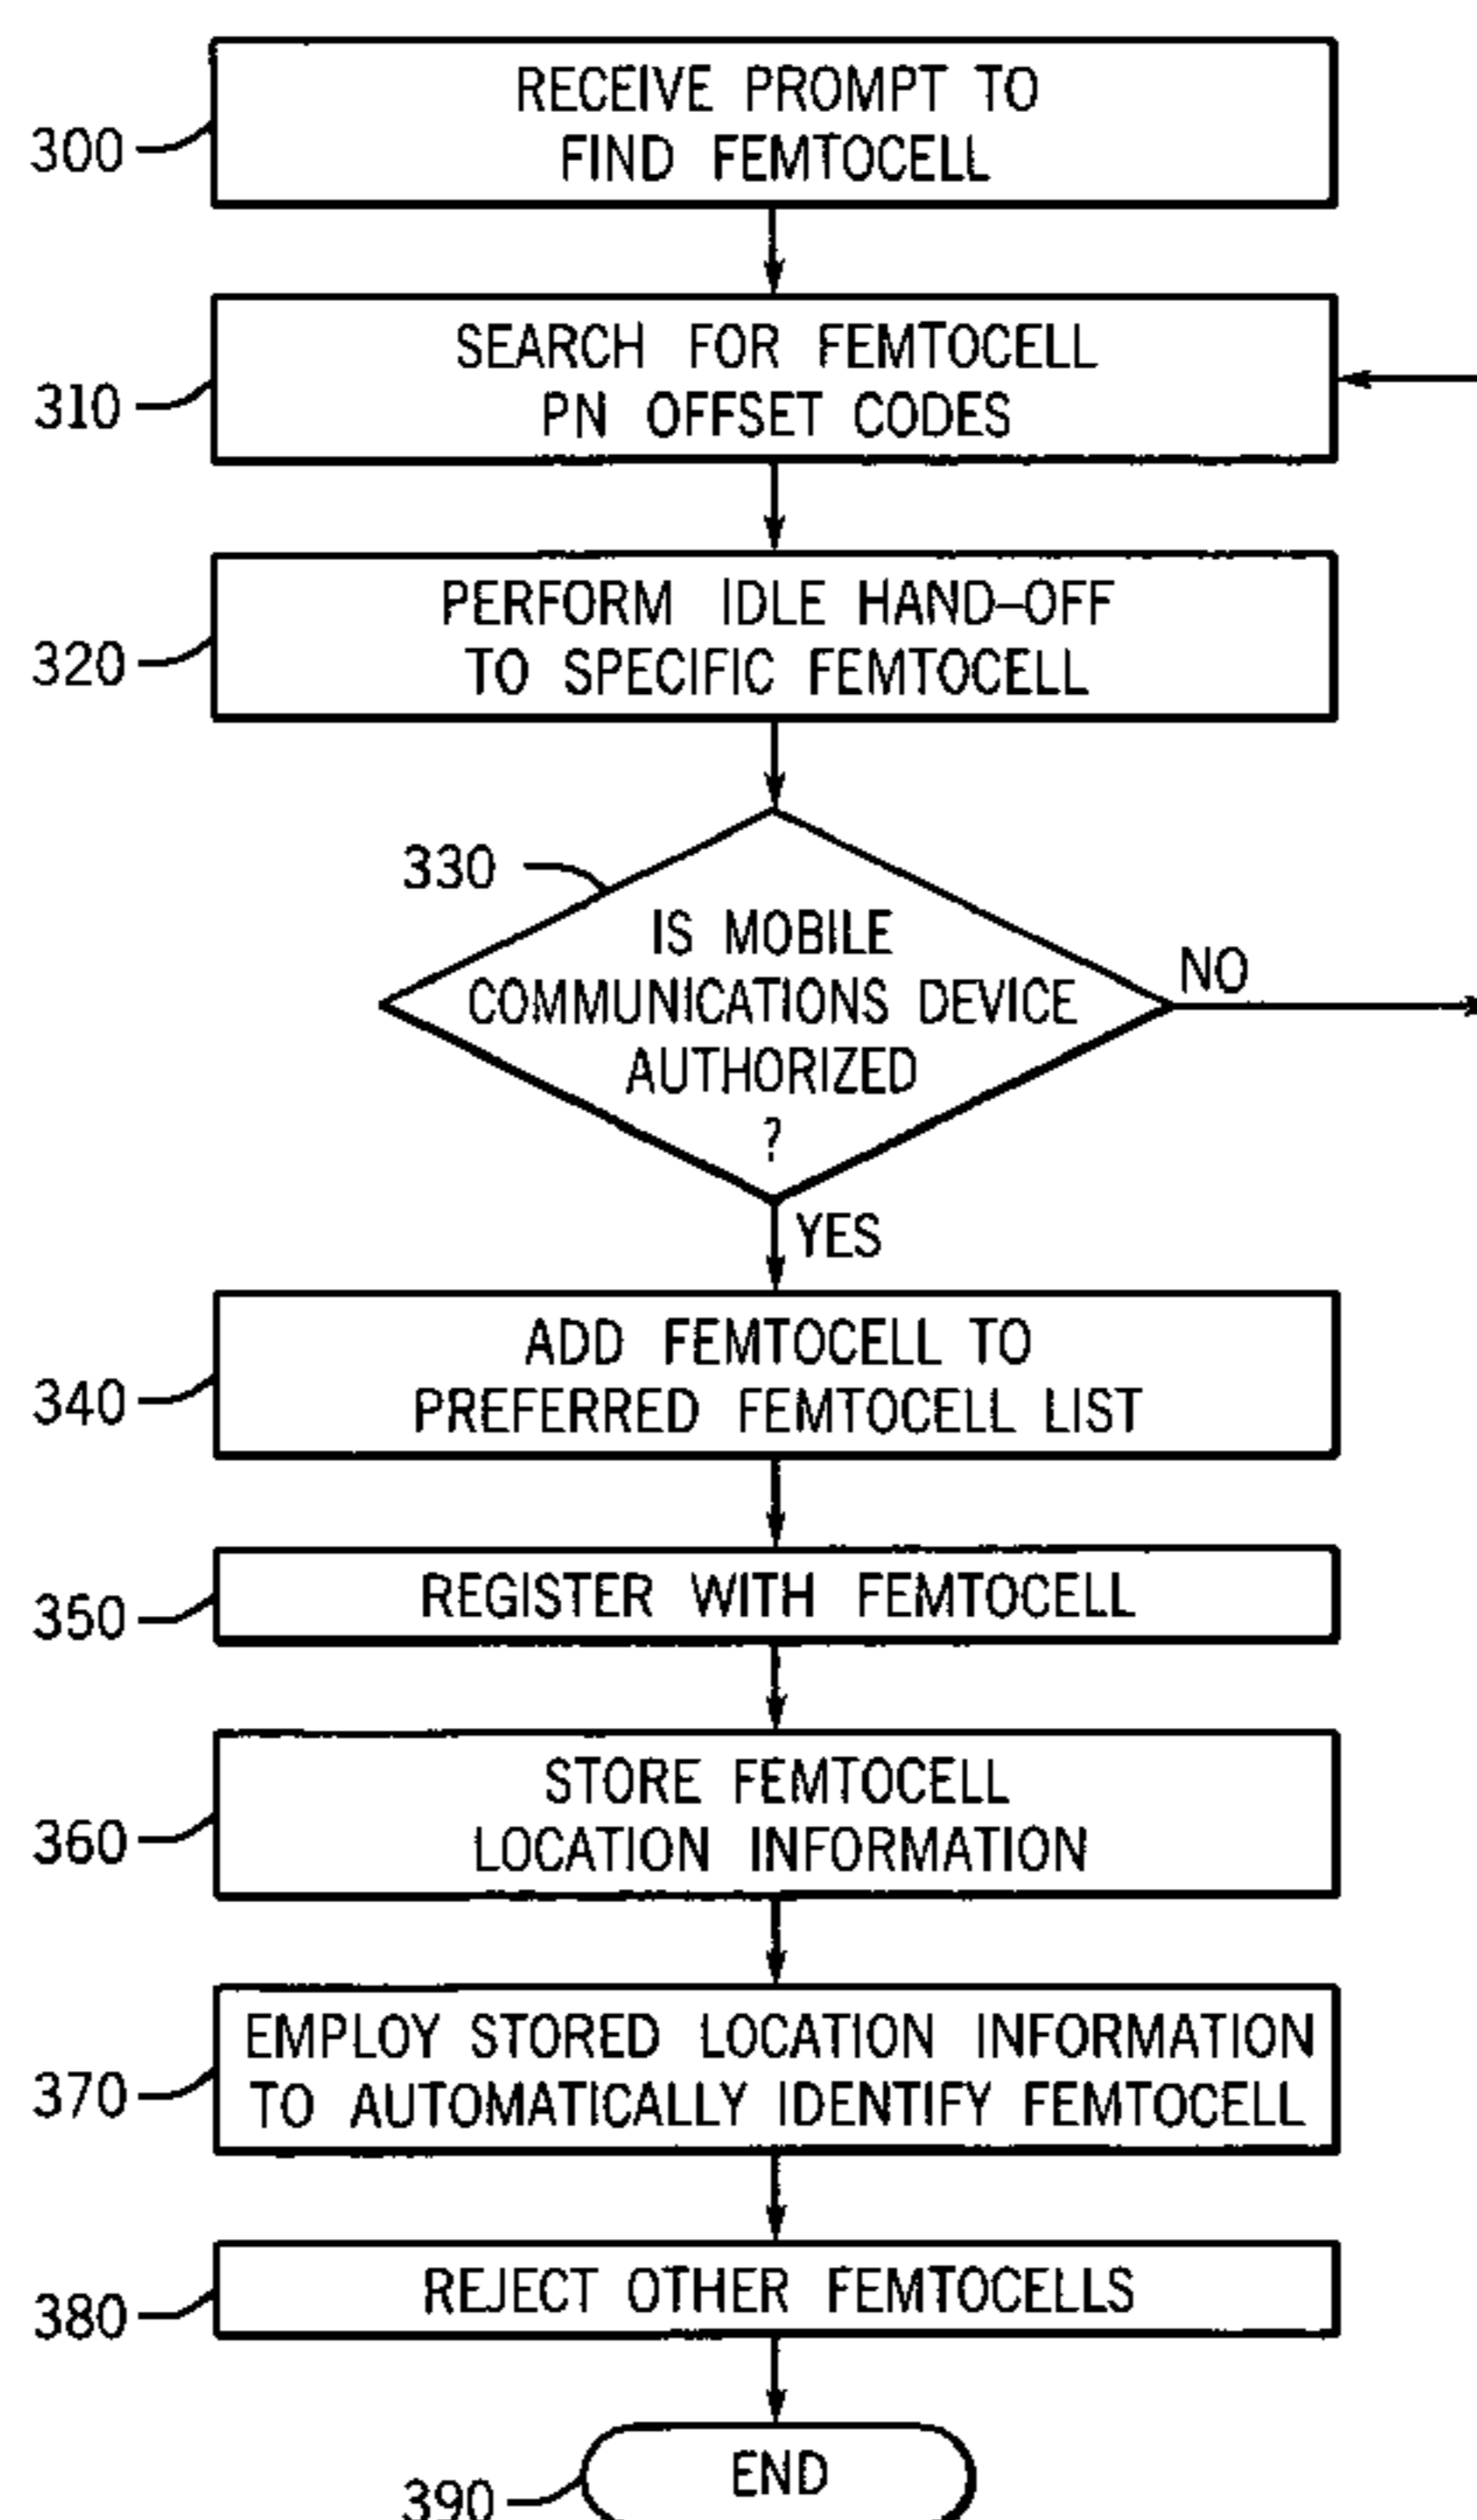 RECEIVE PROMPT TO
FIND FEMTOCELL
300
SEARCH FOR FEMTOCELL
PN OFFSET CODES
310
PERFORM IDLE HAND-OFF
TO SPECIFIC FEMTOCELL
320
330
IS MOBILE
COMMUNICATIONS DEVICE
AUTHORIZED
?
NO
YES
ADD FEMTOCELL TO
PREFERRED FEMTOCELL LIST
340
REGISTER WITH FEMTOCELL
350
STORE FEMTOCELL
LOCATION INFORMATION
360
EMPLOY STORED LOCATION INFORMATION
TO AUTOMATICALLY IDENTIFY FEMTOCELL
370
REJECT OTHER FEMTOCELLS
380
END
390